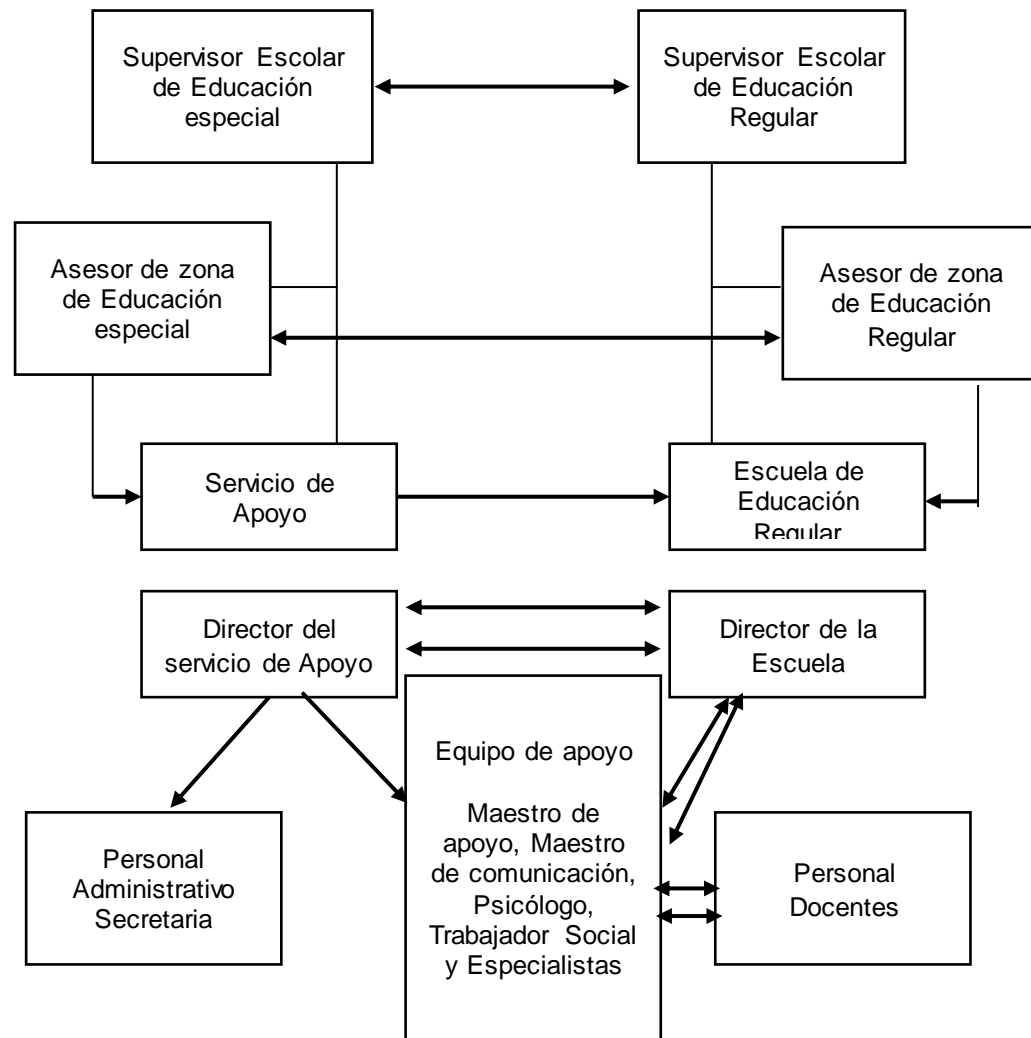 Supervisor Escolar
de Educación
especial
Supervisor Escolar
de Educación
Regular
Asesor de zona
de Educación
especial
Asesor de zona
de Educación
Regular
Servicio de
Apoyo
Escuela de
Educación
Regular
Director del
servicio de Apoyo
Director de la
Escuela
Equipo de apoyo
Maestro de
apoyo, Maestro
de comunicación,
Psicólogo,
Trabajador Social
y Especialistas
Personal
Administrativo
Secretaria
Personal
Docentes